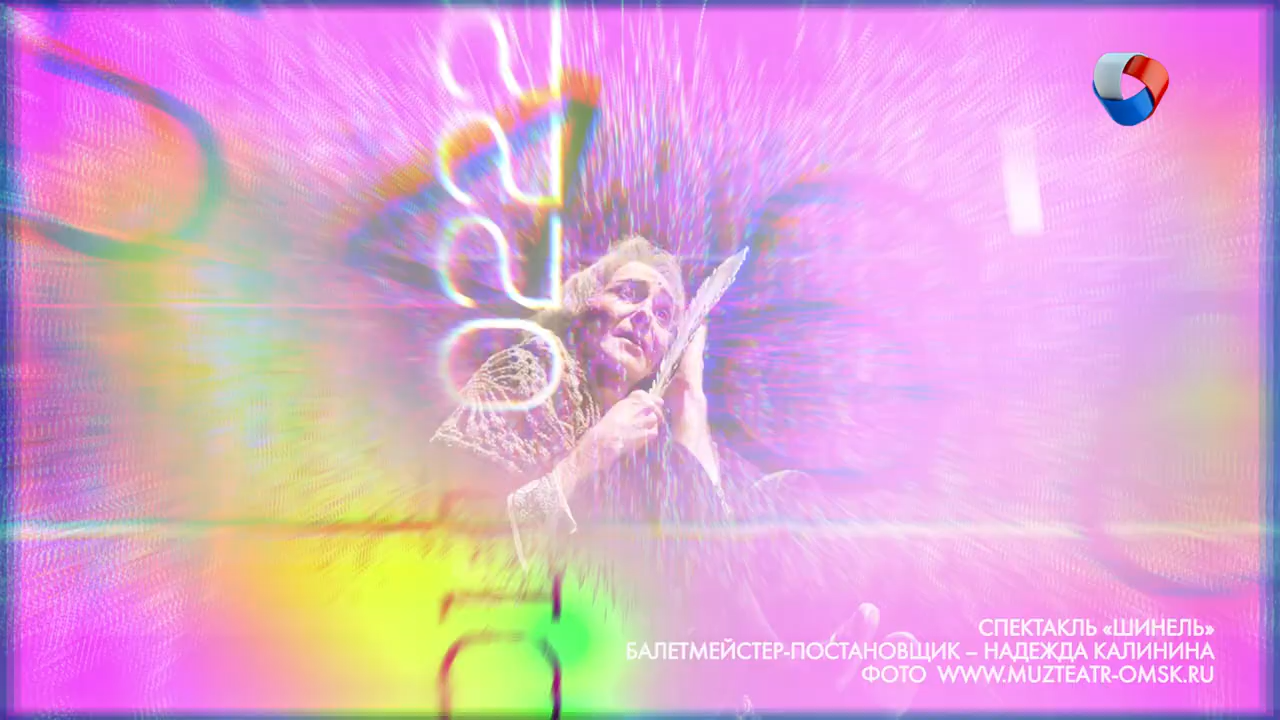 СПЕКТАКЛЬ «ШИНЕЛЬ»
БАЛЕТМЕЙСТЕР-ПОСТАНОВЩИК – НАДЕЖДА КАЛИНИНА
ФОТО WWW.MUZTEATR-OMSK.RU